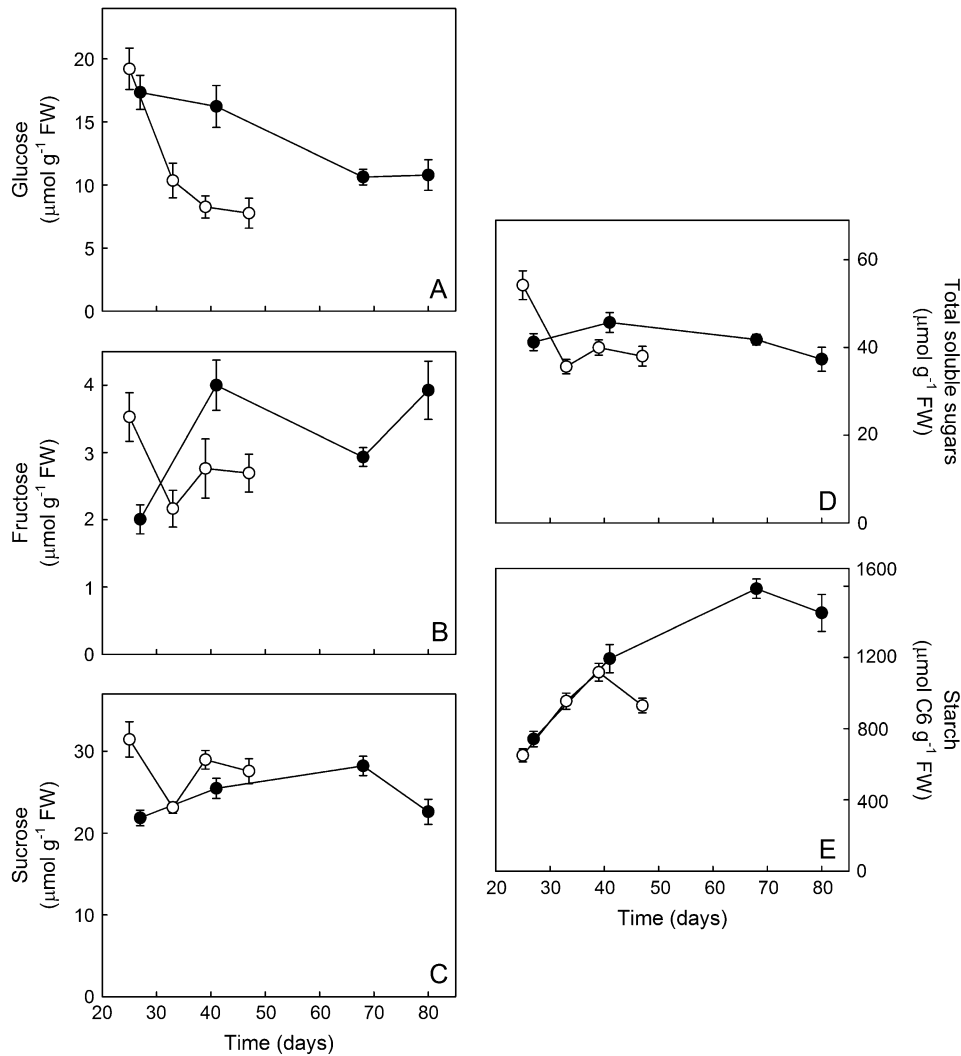 20
15
10
5
0
Glucose
(μmol g-1 FW)
A
4
3
2
1
0
Fructose
(μmol g-1 FW)
B
30
20
10
0
Sucrose
(μmol g-1 FW)
C
20 30 40 50 60 70 80
Time (days)
60
40
20
0
Total soluble sugars
(μmol g-1 FW)
D
1600
1200
800
400
0
Starch
(μmol C6 g-1 FW)
E
20 30 40 50 60 70 80
Time (days)